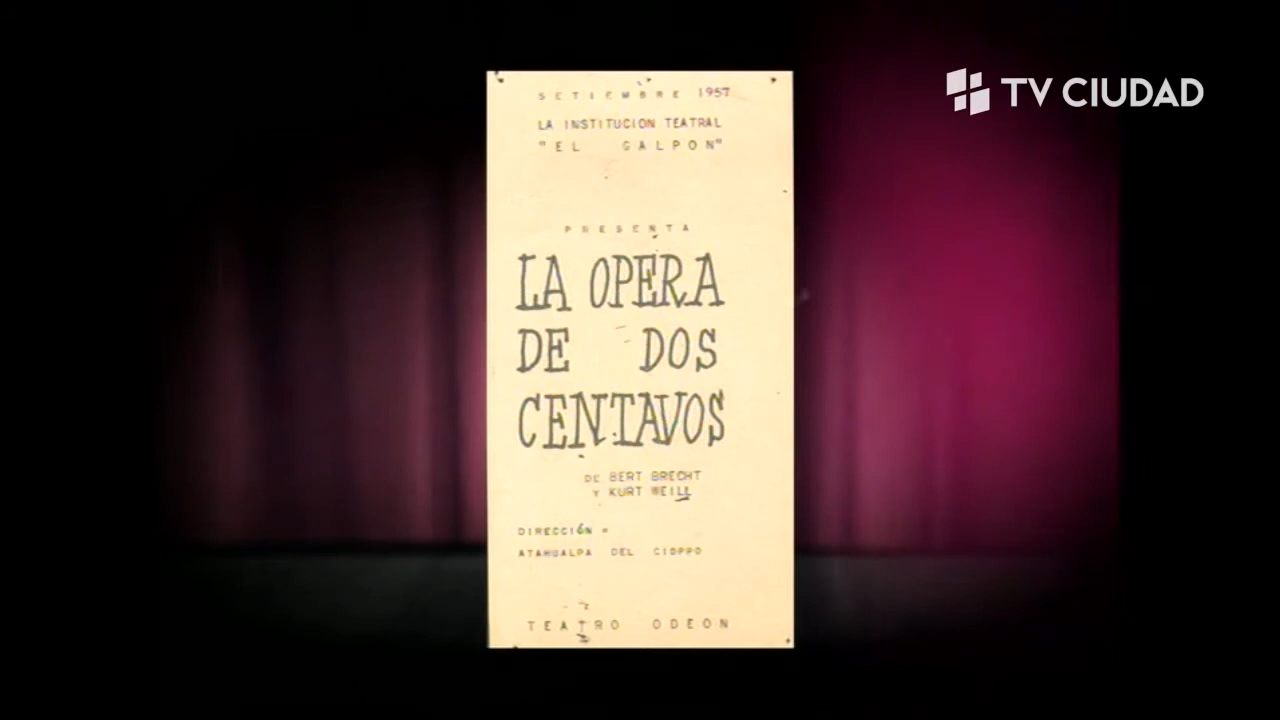 TV CIUDAD
SETIEMBRE 1957
LA INSTITUCION TEATRAL
"EL GALPON"
PRESENTA
LA OPERA
DE DOS
CENTAVOS
DE BERT BRECHT
Y KURT WEILL
DIRECCIÓN =
ATAHUALPA DEL CIOPPO
TEATRO ODEON